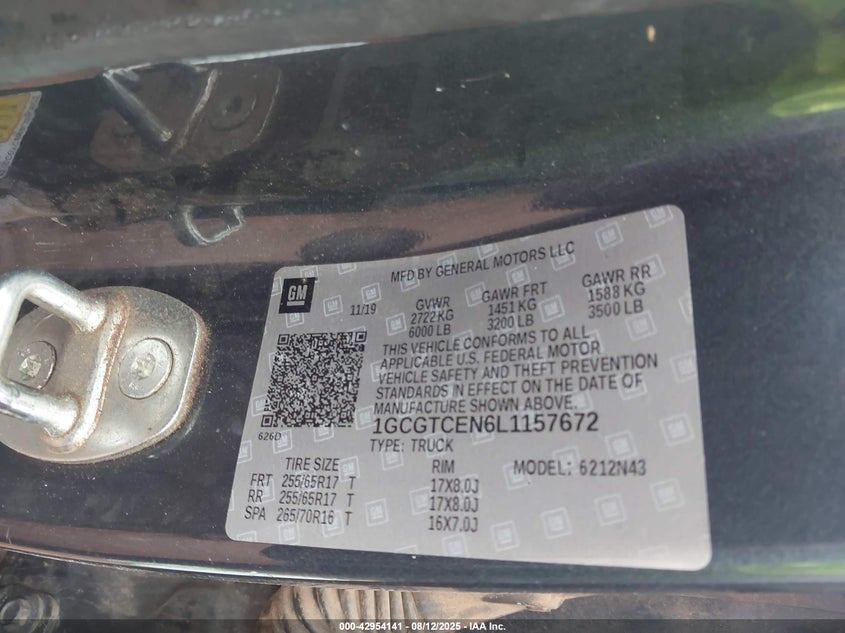 MFD BY GENERAL MOTORS LLC
GM
11/19
GVWR GAWR FRT GAWR RR
2722 KG 1451 KG 1588 KG
6000 LB 3200 LB 3500 LB
THIS VEHICLE CONFORMS TO ALL
APPLICABLE U.S. FEDERAL MOTOR
VEHICLE SAFETY AND THEFT PREVENTION
STANDARDS IN EFFECT ON THE DATE OF
MANUFACTURE SHOWN ABOVE.
626D
1GCGTCEN6L1157672
TYPE: TRUCK
TIRE SIZE RIM MODEL: 6212N43
FRT 255/65R17 T 17X8.0J
RR 255/65R17 T 17X8.0J
SPA 265/70R16 T 16X7.0J
000-42954141 - 08/12/2025 - IAA Inc.